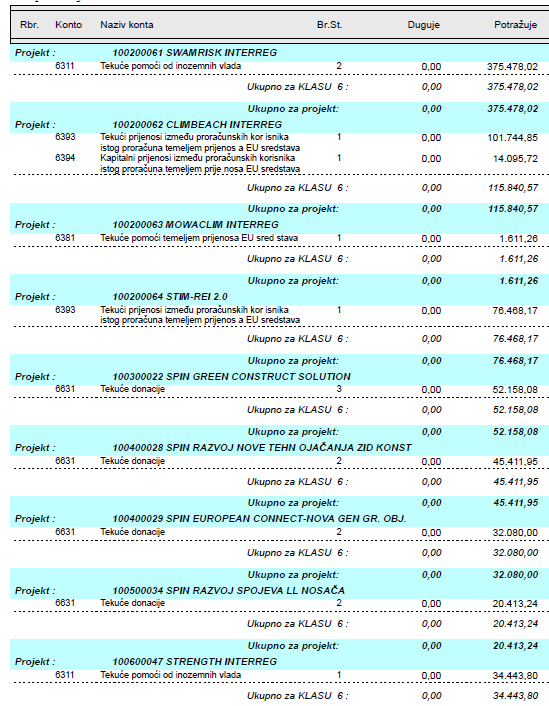 Rbr. Konto Naziv konta Br.St. Duguje Potražuje
Projekt : 100200061 SWAMRISK INTERREG
6311 Tekuće pomoći od inozemnih vlada 2 0,00 375.478,02
Ukupno za KLASU 6 : 0,00 375.478,02
Ukupno za projekt: 0,00 375.478,02
Projekt : 100200062 CLIMBEACH INTERREG
6393 Tekući prijenosi između proračunskih kor isnika 1 0,00 101.744,85
istog proračuna temeljem prijenos a EU sredstava
6394 Kapitalni prijenosi između proračunskih korisnika 1 0,00 14.095,72
istog proračuna temeljem prije nosa EU sredstava
Ukupno za KLASU 6 : 0,00 115.840,57
Ukupno za projekt: 0,00 115.840,57
Projekt : 100200063 MOWACLIM INTERREG
6381 Tekuće pomoći temeljem prijenosa EU sred stava 1 0,00 1.611,26
Ukupno za KLASU 6 : 0,00 1.611,26
Ukupno za projekt: 0,00 1.611,26
Projekt : 100200064 STIM-REI 2.0
6393 Tekući prijenosi između proračunskih kor isnika 1 0,00 76.468,17
istog proračuna temeljem prijenos a EU sredstava
Ukupno za KLASU 6 : 0,00 76.468,17
Ukupno za projekt: 0,00 76.468,17
Projekt : 100300022 SPIN GREEN CONSTRUCT SOLUTION
6631 Tekuće donacije 3 0,00 52.158,08
Ukupno za KLASU 6 : 0,00 52.158,08
Ukupno za projekt: 0,00 52.158,08
Projekt : 100400028 SPIN RAZVOJ NOVE TEHN OJAČANJA ZID KONST
6631 Tekuće donacije 2 0,00 45.411,95
Ukupno za KLASU 6 : 0,00 45.411,95
Ukupno za projekt: 0,00 45.411,95
Projekt : 100400029 SPIN EUROPEAN CONNECT-NOVA GEN GR. OBJ.
6631 Tekuće donacije 2 0,00 32.080,00
Ukupno za KLASU 6 : 0,00 32.080,00
Ukupno za projekt: 0,00 32.080,00
Projekt : 100500034 SPIN RAZVOJ SPOJEVA LL NOSAČA
6631 Tekuće donacije 2 0,00 20.413,24
Ukupno za KLASU 6 : 0,00 20.413,24
Ukupno za projekt: 0,00 20.413,24
Projekt : 100600047 STRENGTH INTERREG
6311 Tekuće pomoći od inozemnih vlada 1 0,00 34.443,80
Ukupno za KLASU 6 : 0,00 34.443,80